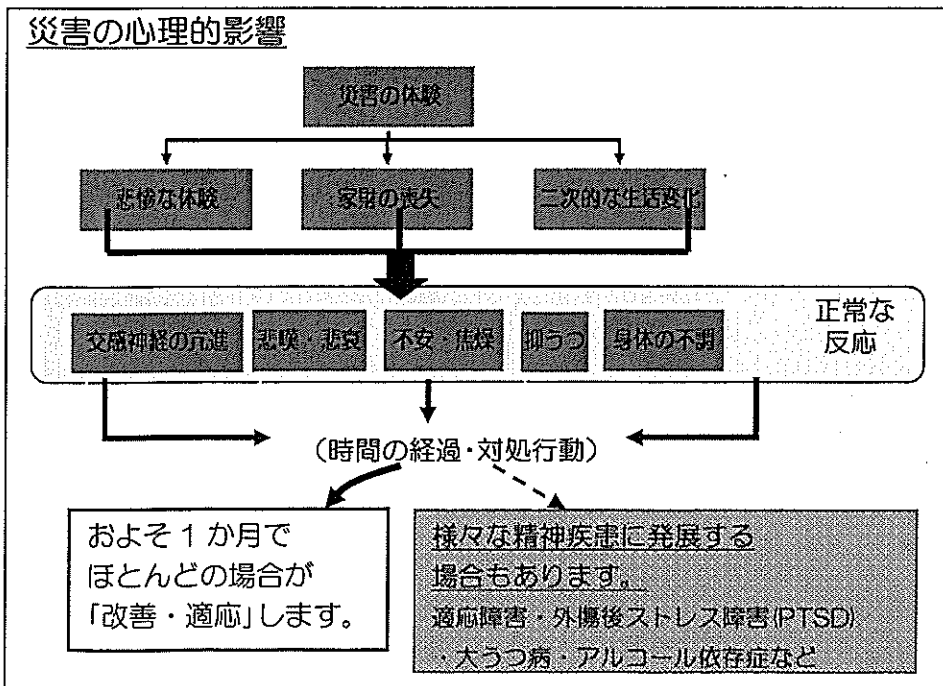 災害の心理的影響
災害の体験
悲惨な体験
家財の喪失
二次的な生活変化
正常な
反応
交感神経の亢進
悲嘆・悲哀
不安・焦燥
抑うつ
身体の不調
(時間の経過・対処行動)
およそ1か月で
ほとんどの場合が
「改善・適応」します。
様々な精神疾患に発展する
場合もあります。
適応障害・外傷後ストレス障害(PTSD)
・大うつ病・アルコール依存症など